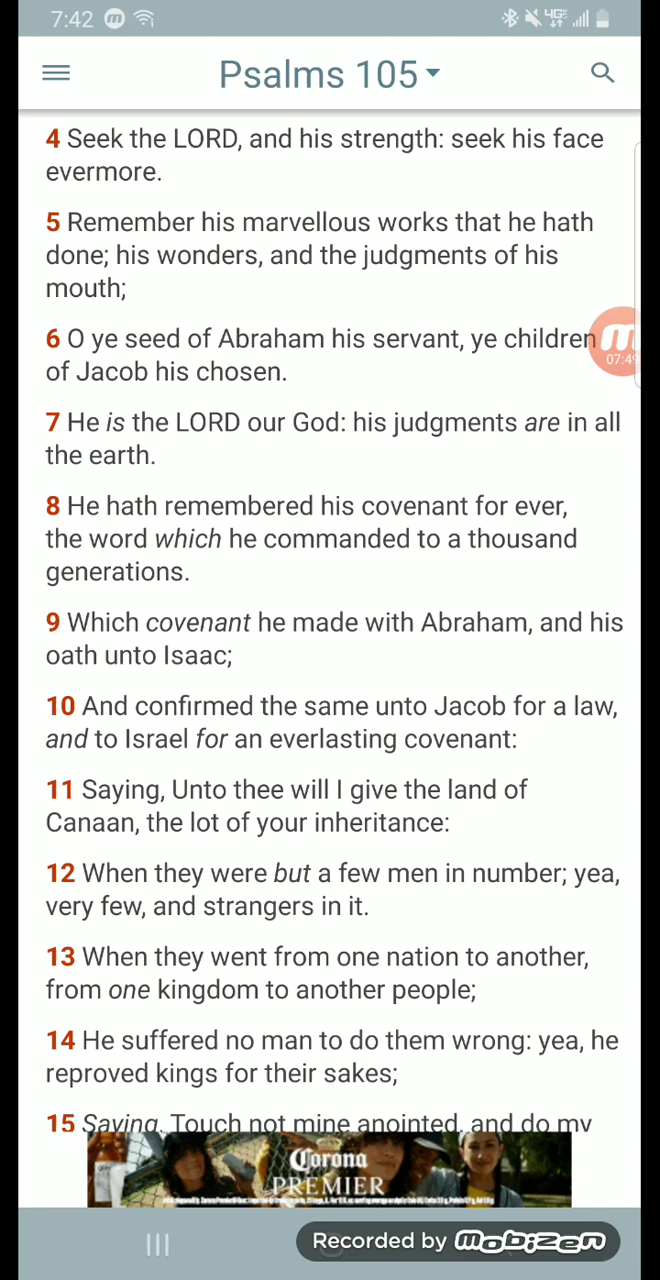 7:42
Psalms 105
4 Seek the LORD, and his strength: seek his face
evermore.
5 Remember his marvellous works that he hath
done; his wonders, and the judgments of his
mouth;
6 O ye seed of Abraham his servant, ye children
of Jacob his chosen.
07:49
7 He is the LORD our God: his judgments are in all
the earth.
8 He hath remembered his covenant for ever,
the word which he commanded to a thousand
generations.
9 Which covenant he made with Abraham, and his
oath unto Isaac;
10 And confirmed the same unto Jacob for a law,
and to Israel for an everlasting covenant:
11 Saying, Unto thee will I give the land of
Canaan, the lot of your inheritance:
12 When they were but a few men in number; yea,
very few, and strangers in it.
13 When they went from one nation to another,
from one kingdom to another people;
14 He suffered no man to do them wrong: yea, he
reproved kings for their sakes;
15 Saying, Touch not mine anointed, and do my
Corona
PREMIER
Recorded by mobizen